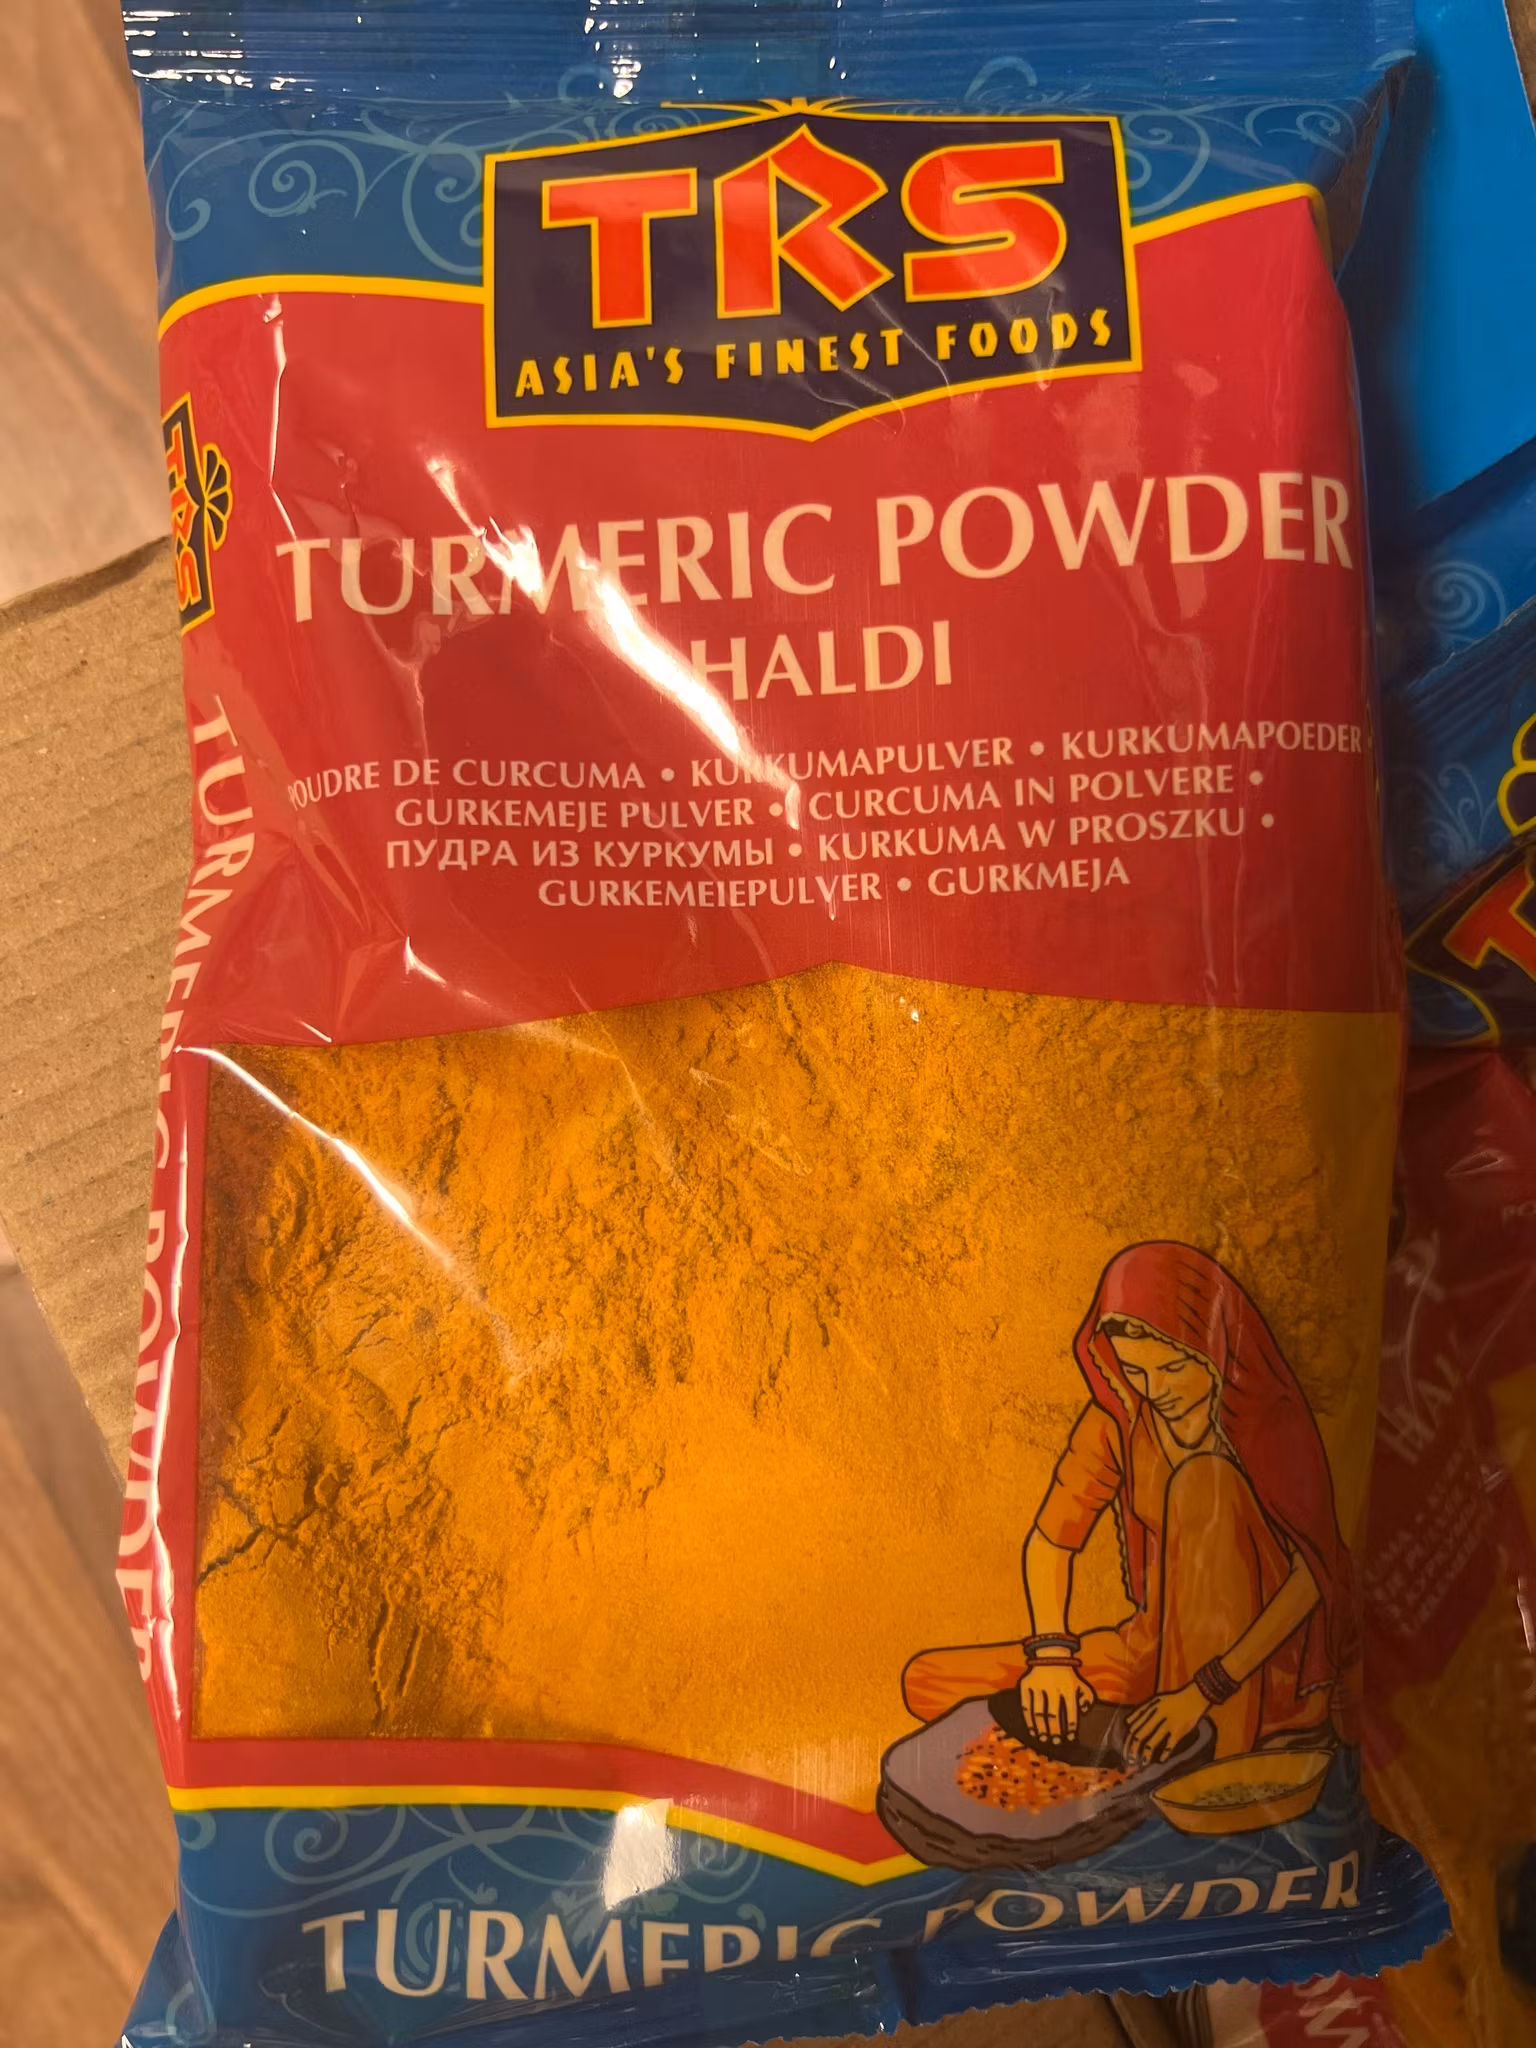 TRS
ASIA'S FINEST FOODS
TURMERIC POWDER
HALDI
POUDRE DE CURCUMA • KURKUMAPULVER • KURKUMAPOEDER
GURKEMEJE PULVER • CURCUMA IN POLVERE •
ПУДРА ИЗ КУРКУМЫ • KURKUMA W PROSZKU •
GURKEMEIEPULVER • GURKMEJA
TURMERIC POWDER
TRS
TURMERIC POWDER